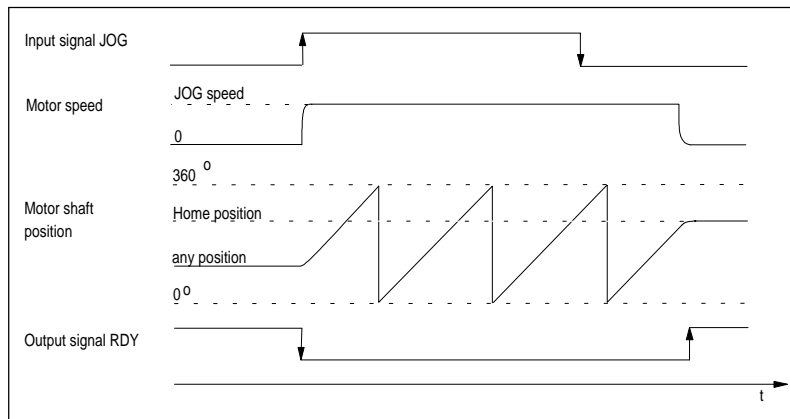 Input signal JOG
JOG speed
Motor speed
0
360 o
Motor shaft
position
Home position
any position
0 o
Output signal RDY
t